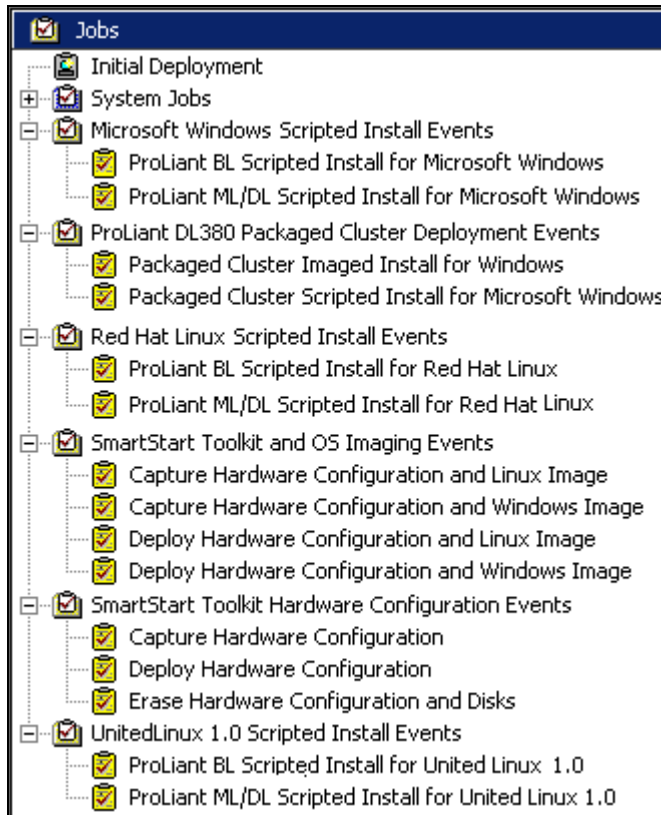 Jobs
Initial Deployment
System Jobs
Microsoft Windows Scripted Install Events
ProLiant BL Scripted Install for Microsoft Windows
ProLiant ML/DL Scripted Install for Microsoft Windows
ProLiant DL380 Packaged Cluster Deployment Events
Packaged Cluster Imaged Install for Windows
Packaged Cluster Scripted Install for Microsoft Windows
Red Hat Linux Scripted Install Events
ProLiant BL Scripted Install for Red Hat Linux
ProLiant ML/DL Scripted Install for Red Hat Linux
SmartStart Toolkit and OS Imaging Events
Capture Hardware Configuration and Linux Image
Capture Hardware Configuration and Windows Image
Deploy Hardware Configuration and Linux Image
Deploy Hardware Configuration and Windows Image
SmartStart Toolkit Hardware Configuration Events
Capture Hardware Configuration
Deploy Hardware Configuration
Erase Hardware Configuration and Disks
UnitedLinux 1.0 Scripted Install Events
ProLiant BL Scripted Install for United Linux 1.0
ProLiant ML/DL Scripted Install for United Linux 1.0